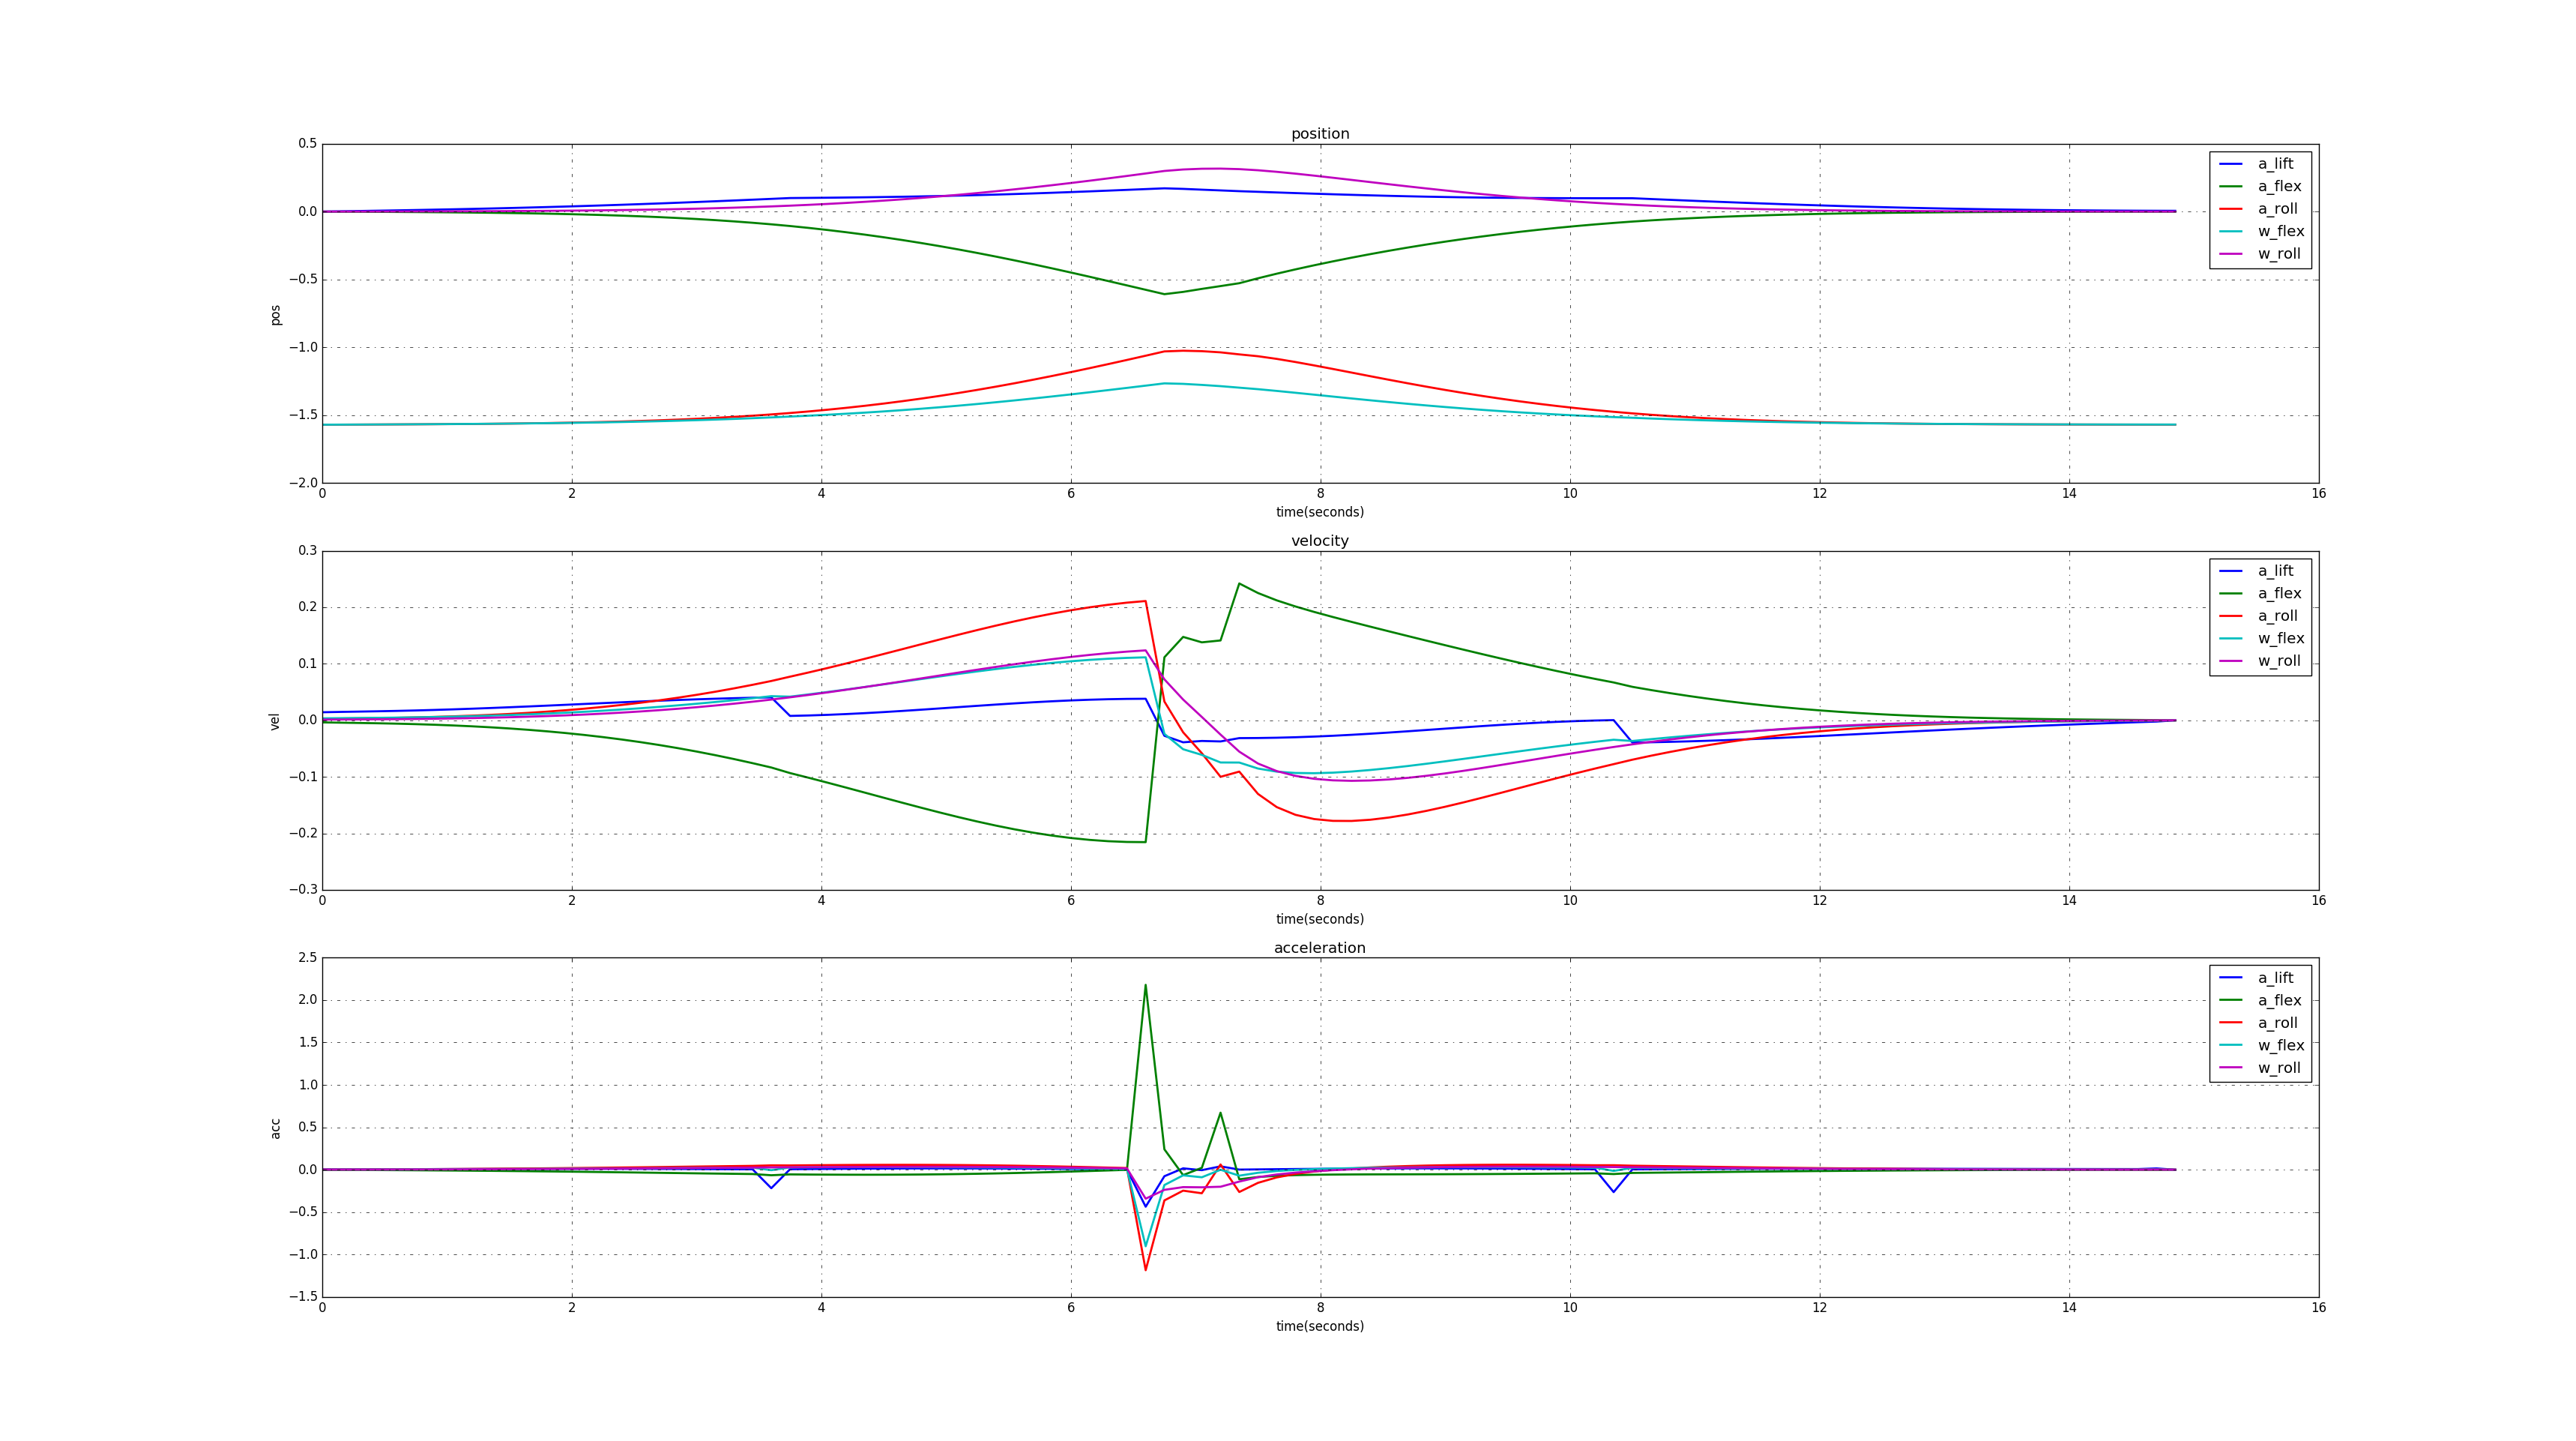 position
0.5
0.0
−0.5
−1.0
−1.5
−2.0
pos
0 2 4 6 8 10 12 14 16
time(seconds)
a_lift
a_flex
a_roll
w_flex
w_roll
velocity
0.3
0.2
0.1
0.0
−0.1
−0.2
−0.3
vel
0 2 4 6 8 10 12 14 16
time(seconds)
a_lift
a_flex
a_roll
w_flex
w_roll
acceleration
2.5
2.0
1.5
1.0
0.5
0.0
−0.5
−1.0
−1.5
acc
0 2 4 6 8 10 12 14 16
time(seconds)
a_lift
a_flex
a_roll
w_flex
w_roll